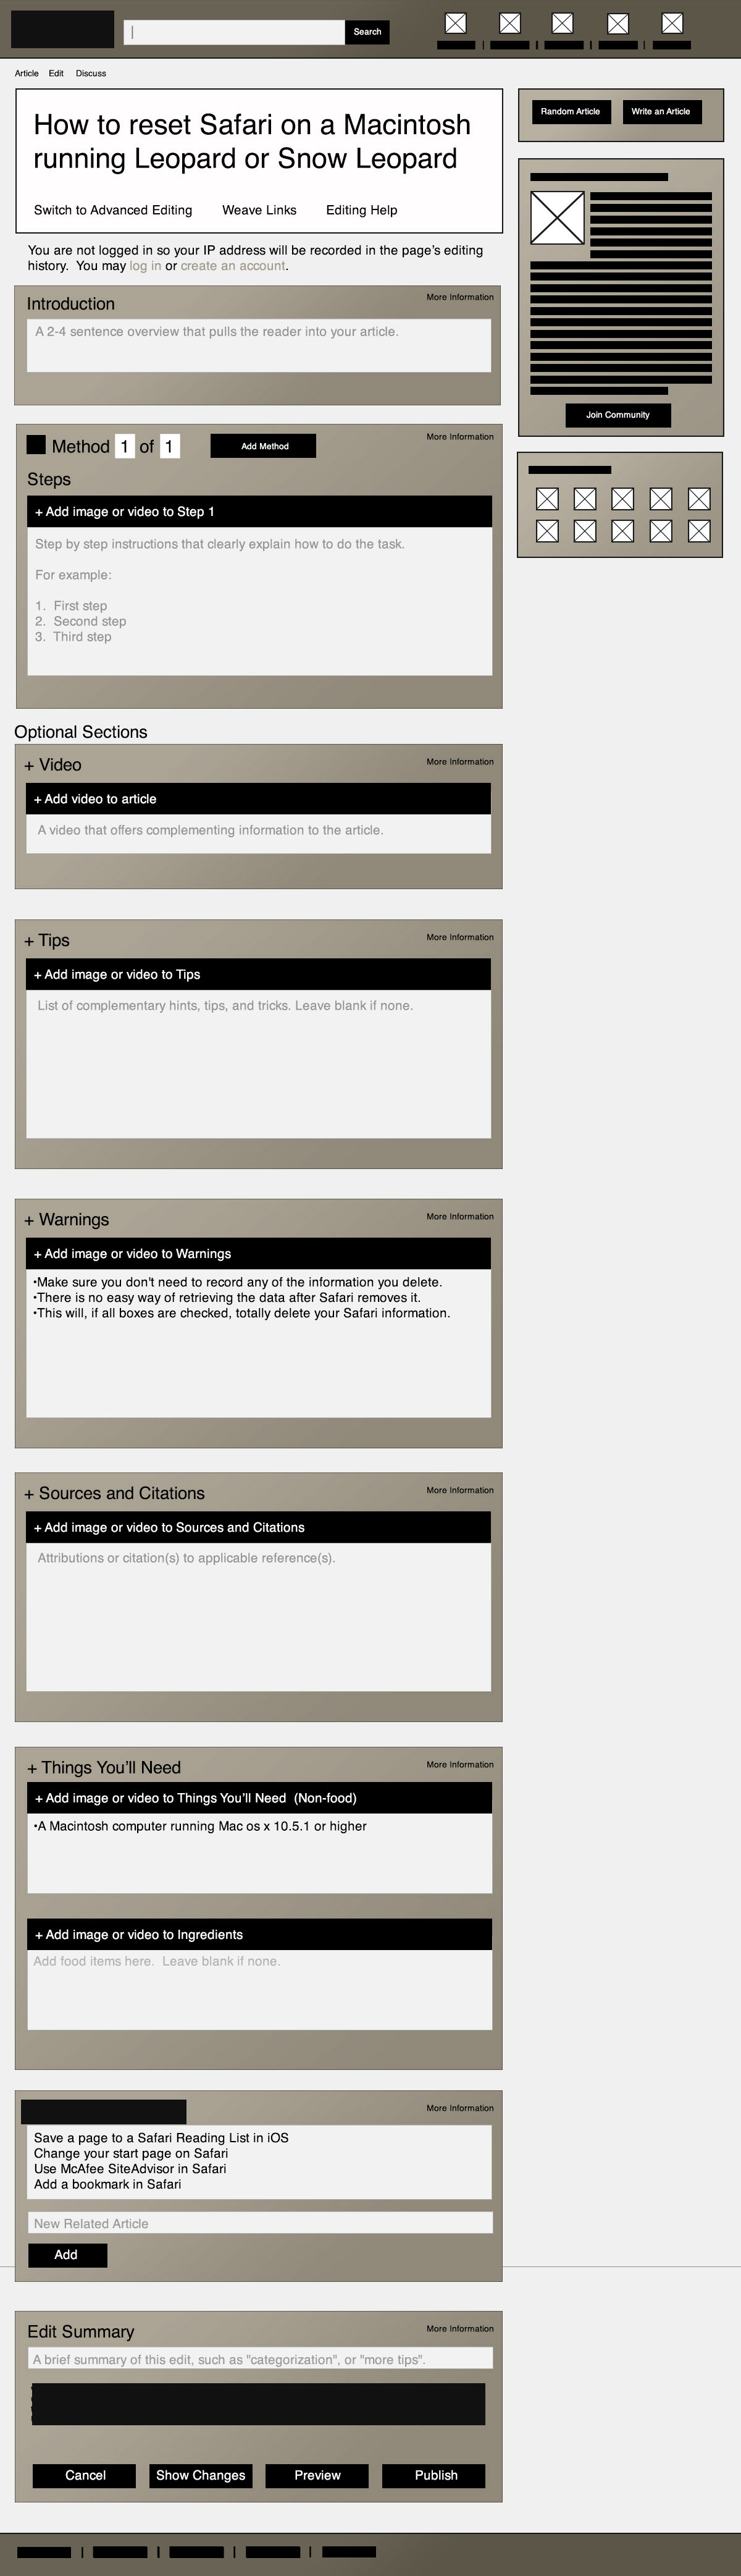 Search
Article Edit Discuss
How to reset Safari on a Macintosh
running Leopard or Snow Leopard
Switch to Advanced Editing Weave Links Editing Help
Random Article Write an Article
You are not logged in so your IP address will be recorded in the page's editing
history. You may log in or create an account.
Introduction More Information
A 2-4 sentence overview that pulls the reader into your article.
Join Community
Method 1 of 1 Add Method More Information
Steps
+ Add image or video to Step 1
Step by step instructions that clearly explain how to do the task.
For example:
1. First step
2. Second step
3. Third step
Optional Sections
+ Video More Information
+ Add video to article
A video that offers complementing information to the article.
+ Tips More Information
+ Add image or video to Tips
List of complementary hints, tips, and tricks. Leave blank if none.
+ Warnings More Information
+ Add image or video to Warnings
•Make sure you don't need to record any of the information you delete.
•There is no easy way of retrieving the data after Safari removes it.
•This will, if all boxes are checked, totally delete your Safari information.
+ Sources and Citations More Information
+ Add image or video to Sources and Citations
Attributions or citation(s) to applicable reference(s).
+ Things You'll Need More Information
+ Add image or video to Things You'll Need (Non-food)
•A Macintosh computer running Mac os x 10.5.1 or higher
+ Add image or video to Ingredients
Add food items here. Leave blank if none.
More Information
Save a page to a Safari Reading List in iOS
Change your start page on Safari
Use McAfee SiteAdvisor in Safari
Add a bookmark in Safari
New Related Article
Add
Edit Summary More Information
A brief summary of this edit, such as "categorization", or "more tips".
Cancel Show Changes Preview Publish